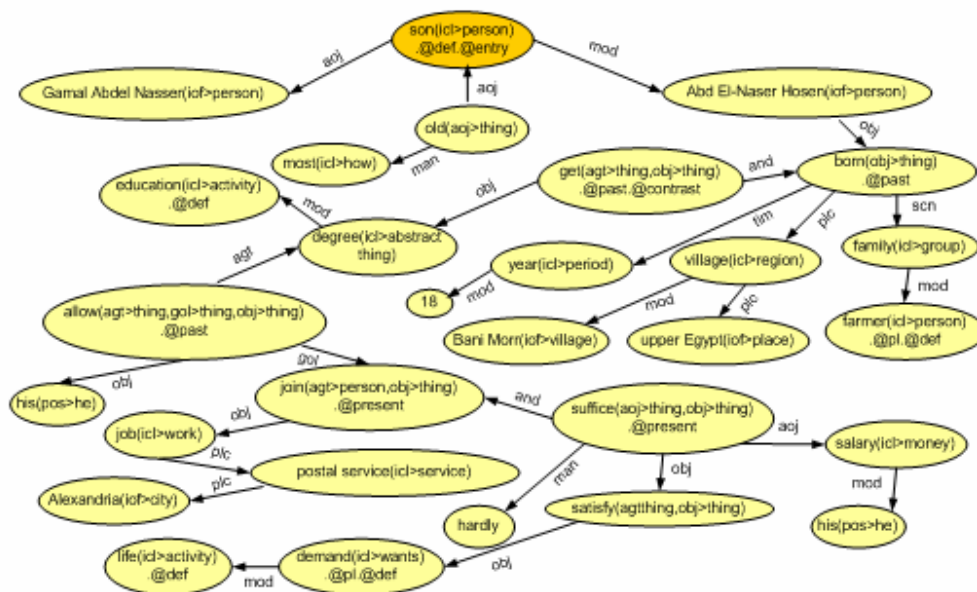 son(icl>person)
.@def.@entry
aoj
mod
aoj
Gamal Abdel Nasser(iof>person)
Abd El-Naser Hosen(iof>person)
old(aoj>thing)
obj
most(icl>how)
man
get(agt>thing,obj>thing)
.@past.@contrast
and
born(obj>thing)
.@past
education(icl>activity)
.@def
obj
mod
degree(icl>abstract
thing)
tim
plc
scn
agt
year(icl>period)
village(icl>region)
family(icl>group)
18
mod
mod
plc
mod
allow(agt>thing,gol>thing,obj>thing)
.@past
Bani Morr(iof>village)
upper Egypt(iof>place)
farmer(icl>person)
.@pl.@def
obj
gol
his(pos>he)
join(agt>person,obj>thing)
.@present
and
suffice(aoj>thing,obj>thing)
.@present
aoj
obj
job(icl>work)
salary(icl>money)
plc
postal service(icl>service)
man
obj
mod
plc
Alexandria(iof>city)
hardly
satisfy(agtthing,obj>thing)
his(pos>he)
life(icl>activity)
.@def
mod
demand(icl>wants)
.@pl.@def
obj